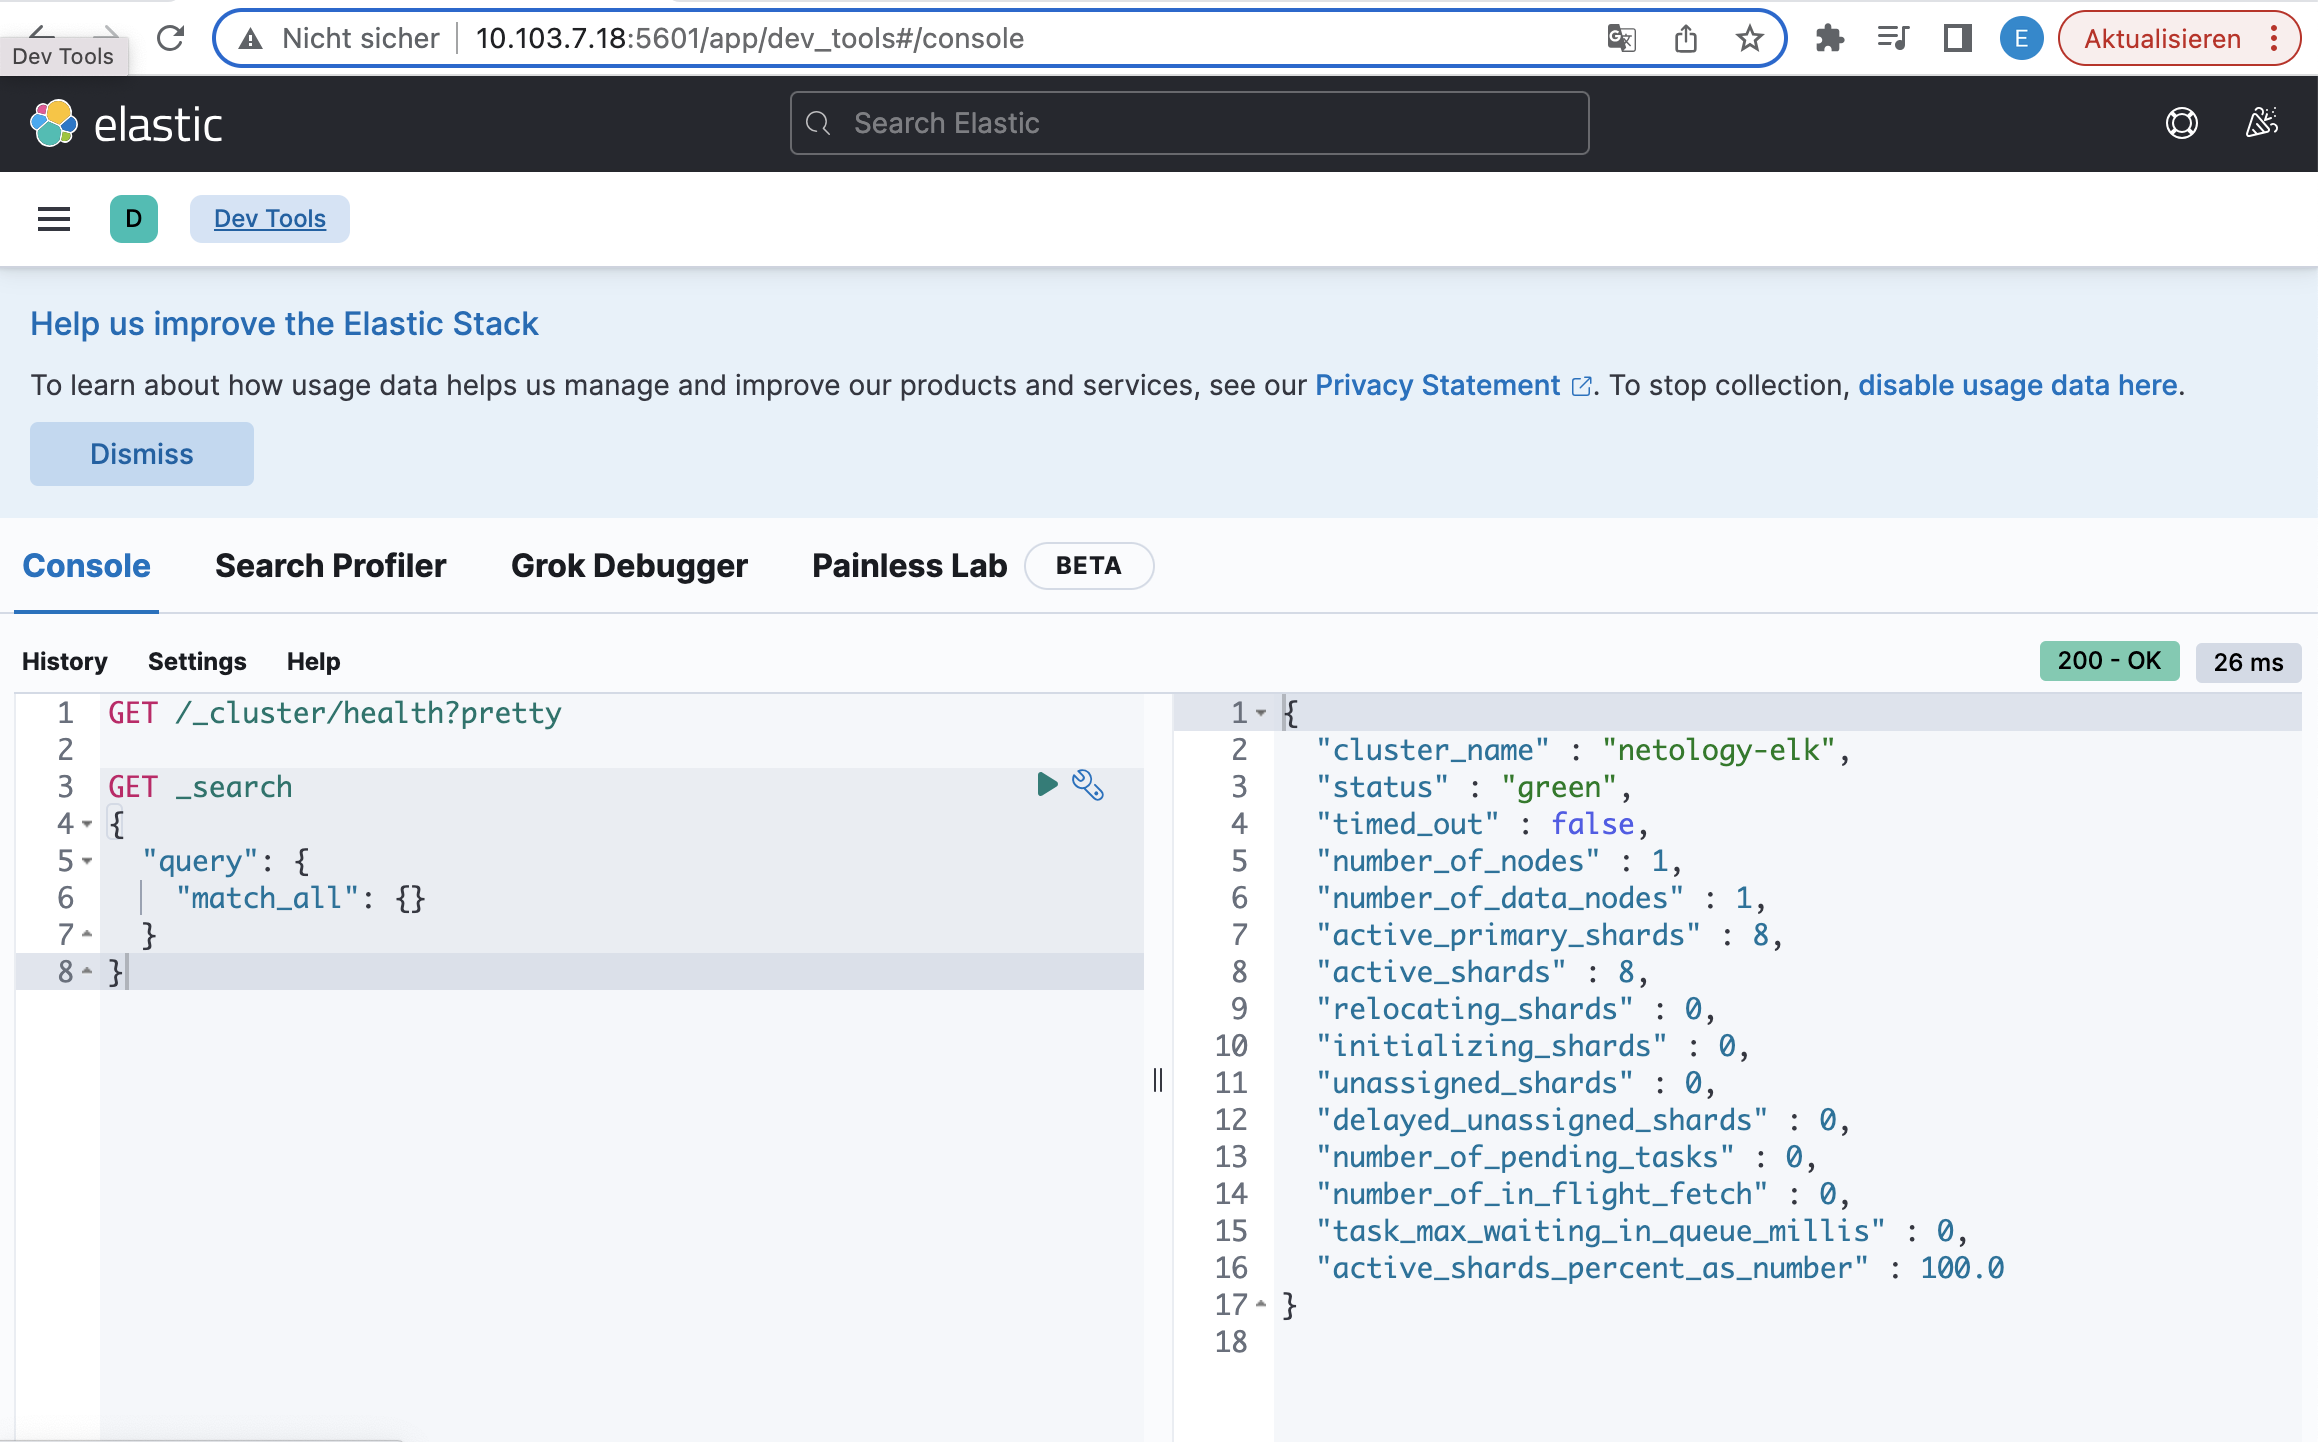 Nicht sicher 10.103.7.18:5601/app/dev_tools#/console E Aktualisieren
Dev Tools
elastic Search Elastic
D Dev Tools
Help us improve the Elastic Stack
To learn about how usage data helps us manage and improve our products and services, see our Privacy Statement. To stop collection, disable usage data here.
Dismiss
Console Search Profiler Grok Debugger Painless Lab BETA
History Settings Help 200 - OK 26 ms
1 GET /_cluster/health?pretty
2
3 GET _search
4 {
5 "query": {
6 "match_all": {}
7 }
8 }
1 {
2 "cluster_name" : "netology-elk",
3 "status" : "green",
4 "timed_out" : false,
5 "number_of_nodes" : 1,
6 "number_of_data_nodes" : 1,
7 "active_primary_shards" : 8,
8 "active_shards" : 8,
9 "relocating_shards" : 0,
10 "initializing_shards" : 0,
11 "unassigned_shards" : 0,
12 "delayed_unassigned_shards" : 0,
13 "number_of_pending_tasks" : 0,
14 "number_of_in_flight_fetch" : 0,
15 "task_max_waiting_in_queue_millis" : 0,
16 "active_shards_percent_as_number" : 100.0
17 }
18